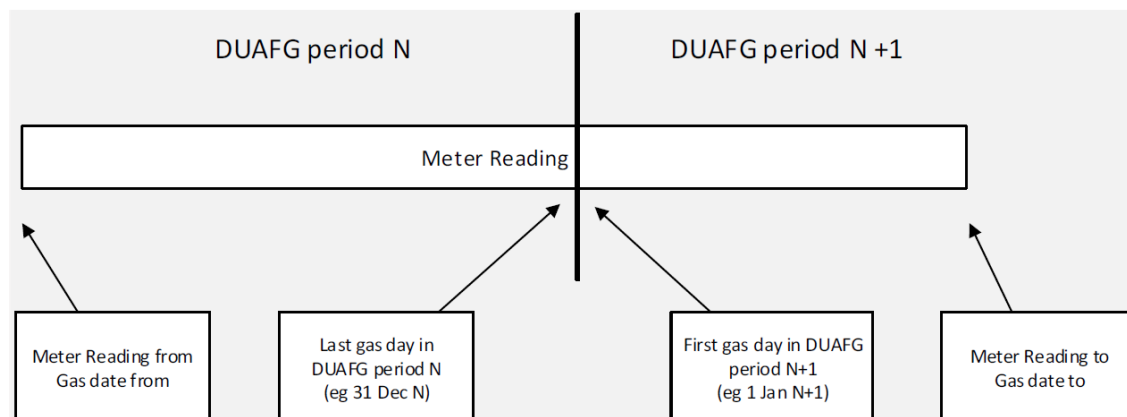 DUAFG period N
DUAFG period N +1
Meter Reading
Meter Reading from
Gas date from
Last gas day in
DUAFG period N
(eg 31 Dec N)
First gas day in DUAFG
period N+1
(eg 1 Jan N+1)
Meter Reading to
Gas date to